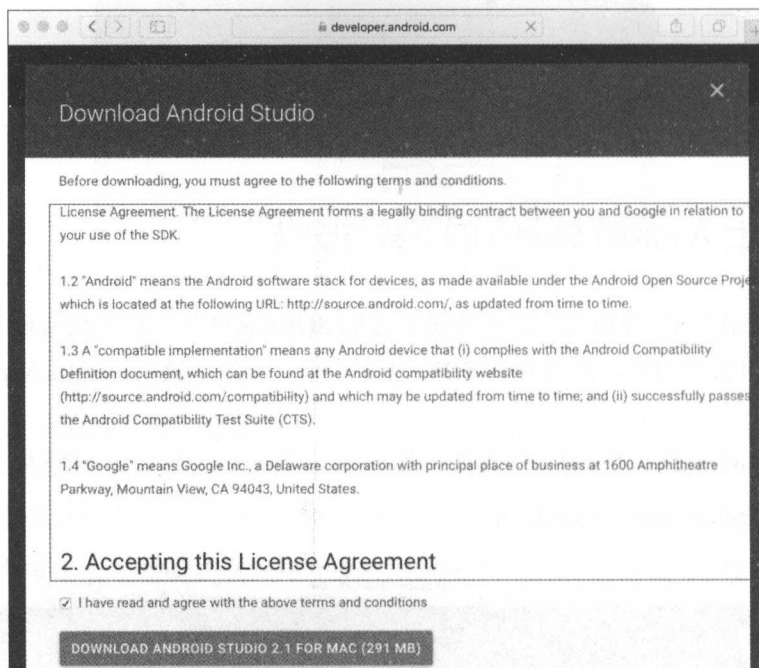 developer.android.com
Download Android Studio
Before downloading, you must agree to the following terms and conditions.
License Agreement. The License Agreement forms a legally binding contract between you and Google in relation to
your use of the SDK.
1.2 "Android" means the Android software stack for devices, as made available under the Android Open Source Proje
which is located at the following URL: http://source.android.com/, as updated from time to time.
1.3 A "compatible implementation" means any Android device that (i) complies with the Android Compatibility
Definition document, which can be found at the Android compatibility website
(http://source.android.com/compatibility) and which may be updated from time to time; and (ii) successfully passes
the Android Compatibility Test Suite (CTS).
1.4 "Google" means Google Inc., a Delaware corporation with principal place of business at 1600 Amphitheatre
Parkway, Mountain View, CA 94043, United States.
2. Accepting this License Agreement
I have read and agree with the above terms and conditions
DOWNLOAD ANDROID STUDIO 2.1 FOR MAC (291 MB)